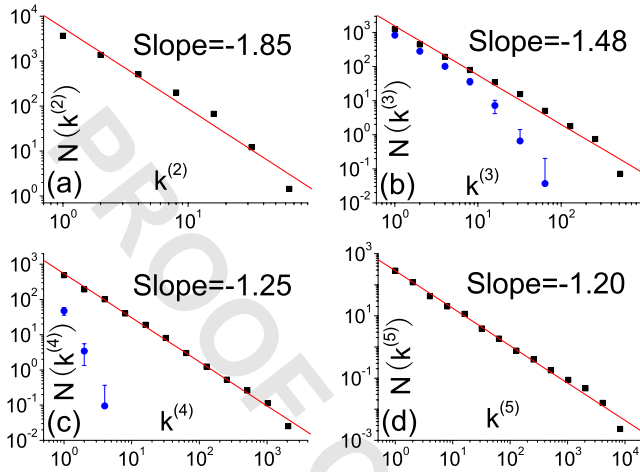 10^4
10^3
10^2
10^1
10^0
N (k^(2))
Slope=-1.85
(a)
k^(2)
10^0
10^1
10^3
10^2
10^1
10^0
10^-1
10^-2
N (k^(3))
Slope=-1.48
(b)
k^(3)
10^0
10^1
10^2
10^3
10^2
10^1
10^0
10^-1
10^-2
N (k^(4))
Slope=-1.25
(c)
k^(4)
10^0
10^1
10^2
10^3
10^3
10^1
10^-1
10^-3
N (k^(5))
Slope=-1.20
(d)
k^(5)
10^0
10^1
10^2
10^3
10^4
PROOF